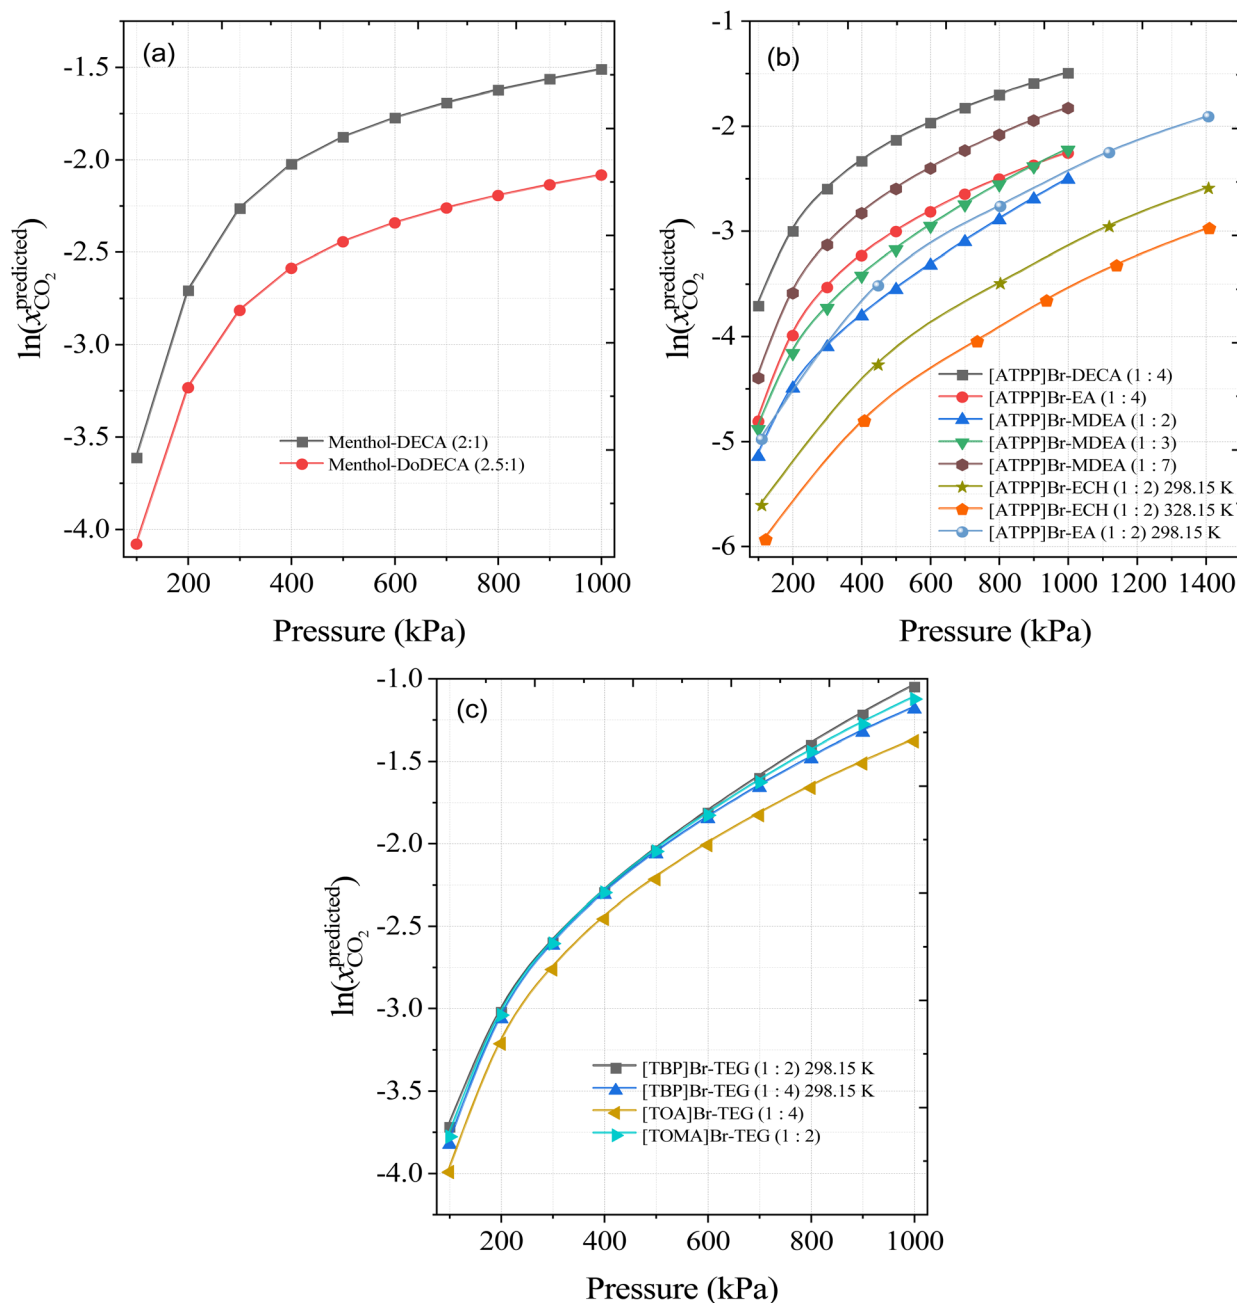 (a)
-1.5
-2.0
-2.5
-3.0
-3.5
-4.0
ln(x_CO2^predicted)
Menthol-DECA (2:1)
Menthol-DoDECA (2.5:1)
200 400 600 800 1000
Pressure (kPa)
(b)
-1
-2
-3
-4
-5
-6
ln(x_CO2^predicted)
[ATPP]Br-DECA (1 : 4)
[ATPP]Br-EA (1 : 4)
[ATPP]Br-MDEA (1 : 2)
[ATPP]Br-MDEA (1 : 3)
[ATPP]Br-MDEA (1 : 7)
[ATPP]Br-ECH (1 : 2) 298.15 K
[ATPP]Br-ECH (1 : 2) 328.15 K
[ATPP]Br-EA (1 : 2) 298.15 K
200 400 600 800 1000 1200 1400
Pressure (kPa)
(c)
-1.0
-1.5
-2.0
-2.5
-3.0
-3.5
-4.0
ln(x_CO2^predicted)
[TBP]Br-TEG (1 : 2) 298.15 K
[TBP]Br-TEG (1 : 4) 298.15 K
[TOA]Br-TEG (1 : 4)
[TOMA]Br-TEG (1 : 2)
200 400 600 800 1000
Pressure (kPa)